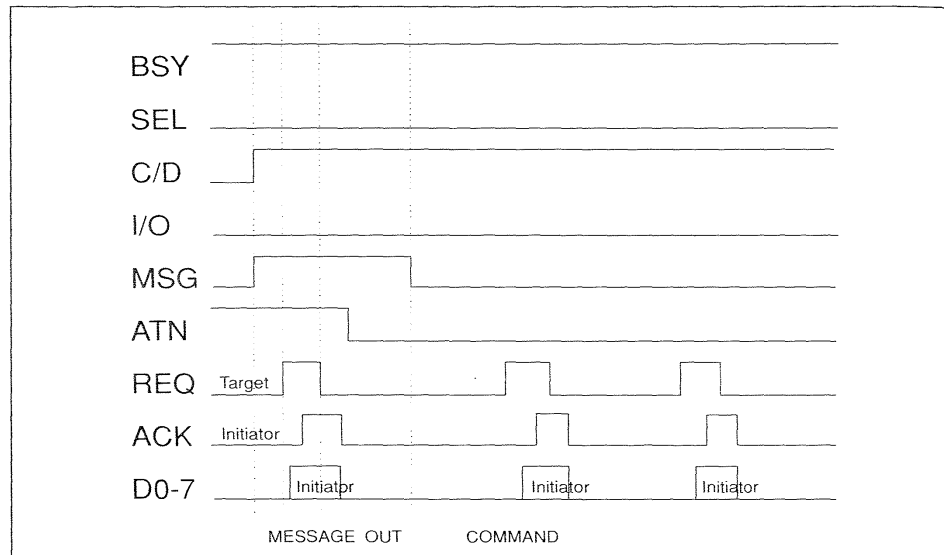 BSY
SEL
C/D
I/O
MSG
ATN
REQ Target
ACK Initiator
D0-7 Initiator Initiator Initiator
MESSAGE OUT COMMAND